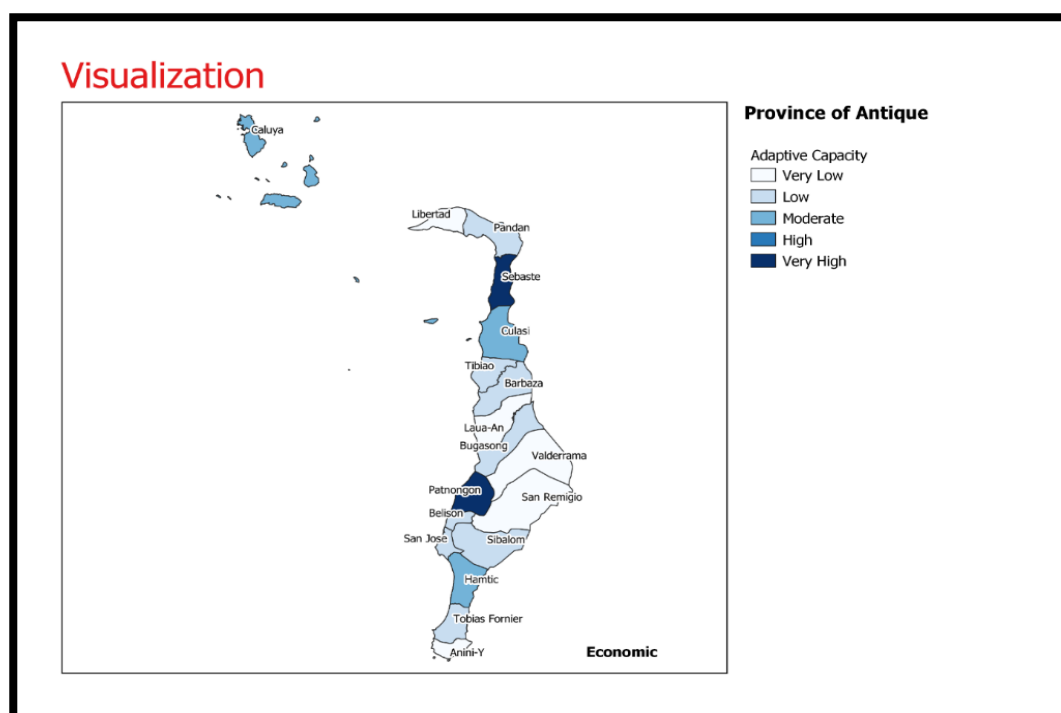 Visualization
Province of Antique
Adaptive Capacity
Very Low
Low
Moderate
High
Very High
Caluya
Libertad
Pandan
Sebaste
Culasi
Tibiao
Barbaza
Laua-An
Bugasong
Valderrama
Patnongon
San Remigio
Belison
San Jose
Sibalom
Hamtic
Tobias Fornier
Anini-Y
Economic